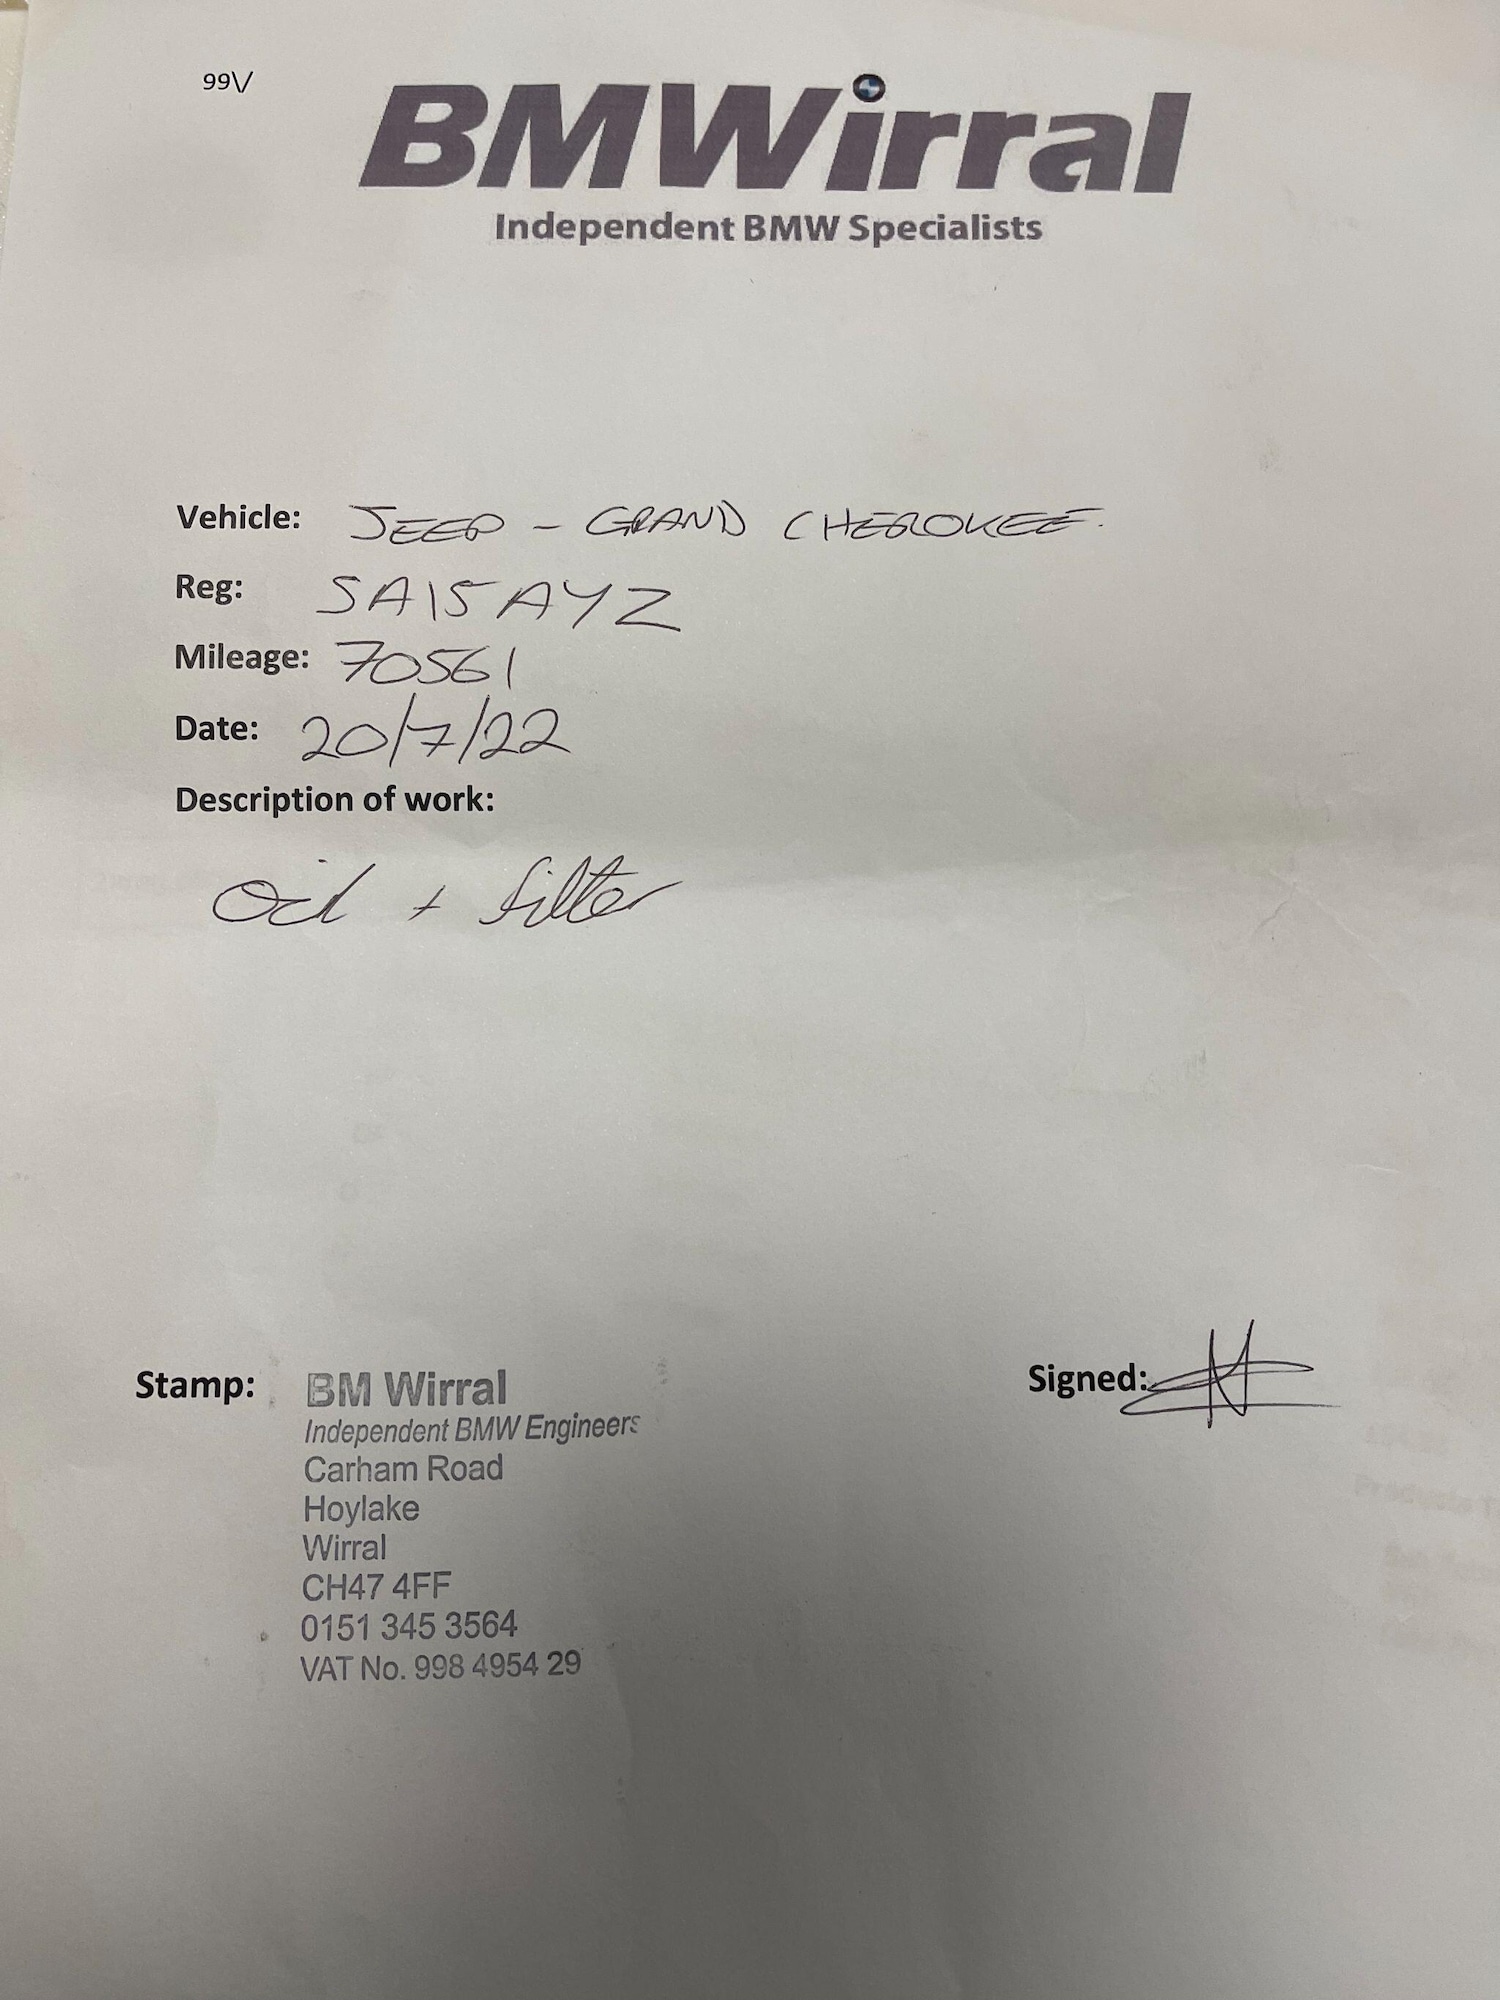 99\/
BMWirral
Independent BMW Specialists
Vehicle: JEEP - GRAND CHEROKEE.
Reg: SA15AYZ
Mileage: 70561
Date: 20/7/22
Description of work:
Oil + filter
Stamp: BM Wirral
Signed:
Independent BMW Engineers
Carham Road
Hoylake
Wirral
CH47 4FF
0151 345 3564
VAT No. 998 4954 29